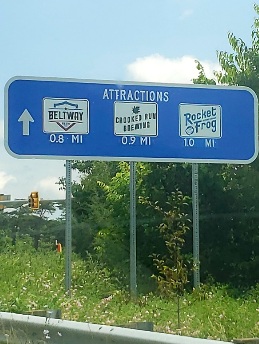 ATTRACTIONS
BELTWAY
CROOKED RUN
BREWING
Rocket
Frog
0.8 MI
0.9 MI
1.0 MI